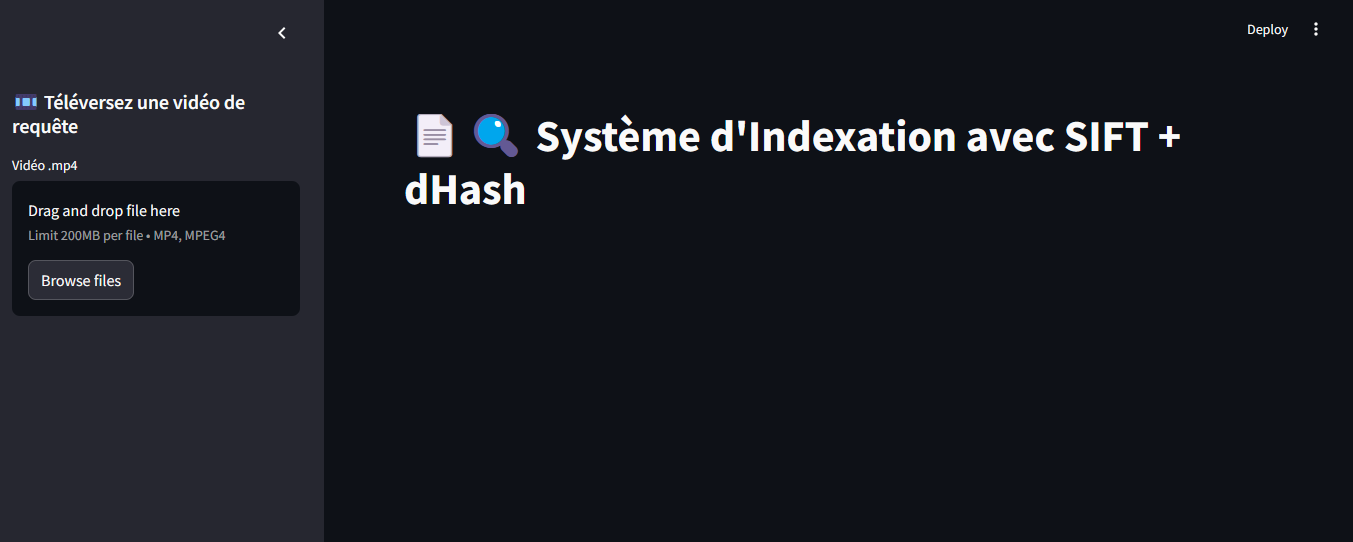 Deploy
Téléversez une vidéo de
requête
Vidéo .mp4
Drag and drop file here
Limit 200MB per file • MP4, MPEG4
Browse files
Système d'Indexation avec SIFT +
dHash